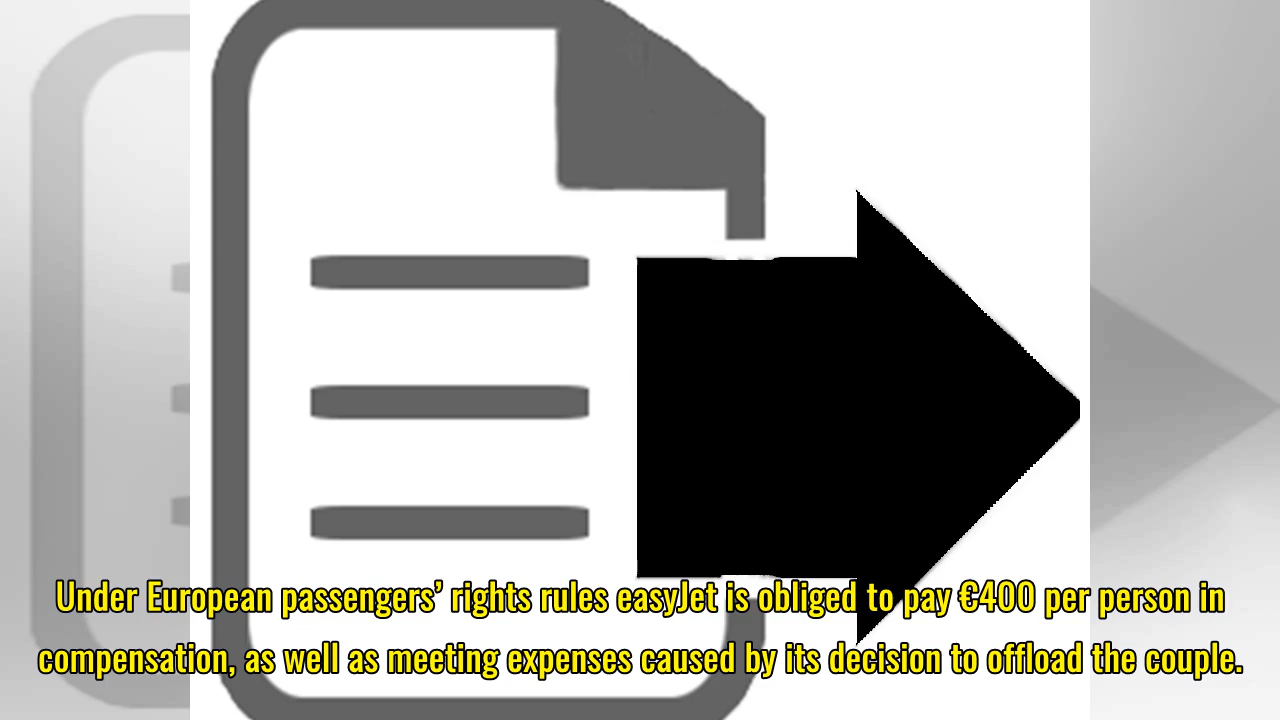 Under European passengers’ rights rules easyJet is obliged to pay €400 per person in
compensation, as well as meeting expenses caused by its decision to offload the couple.